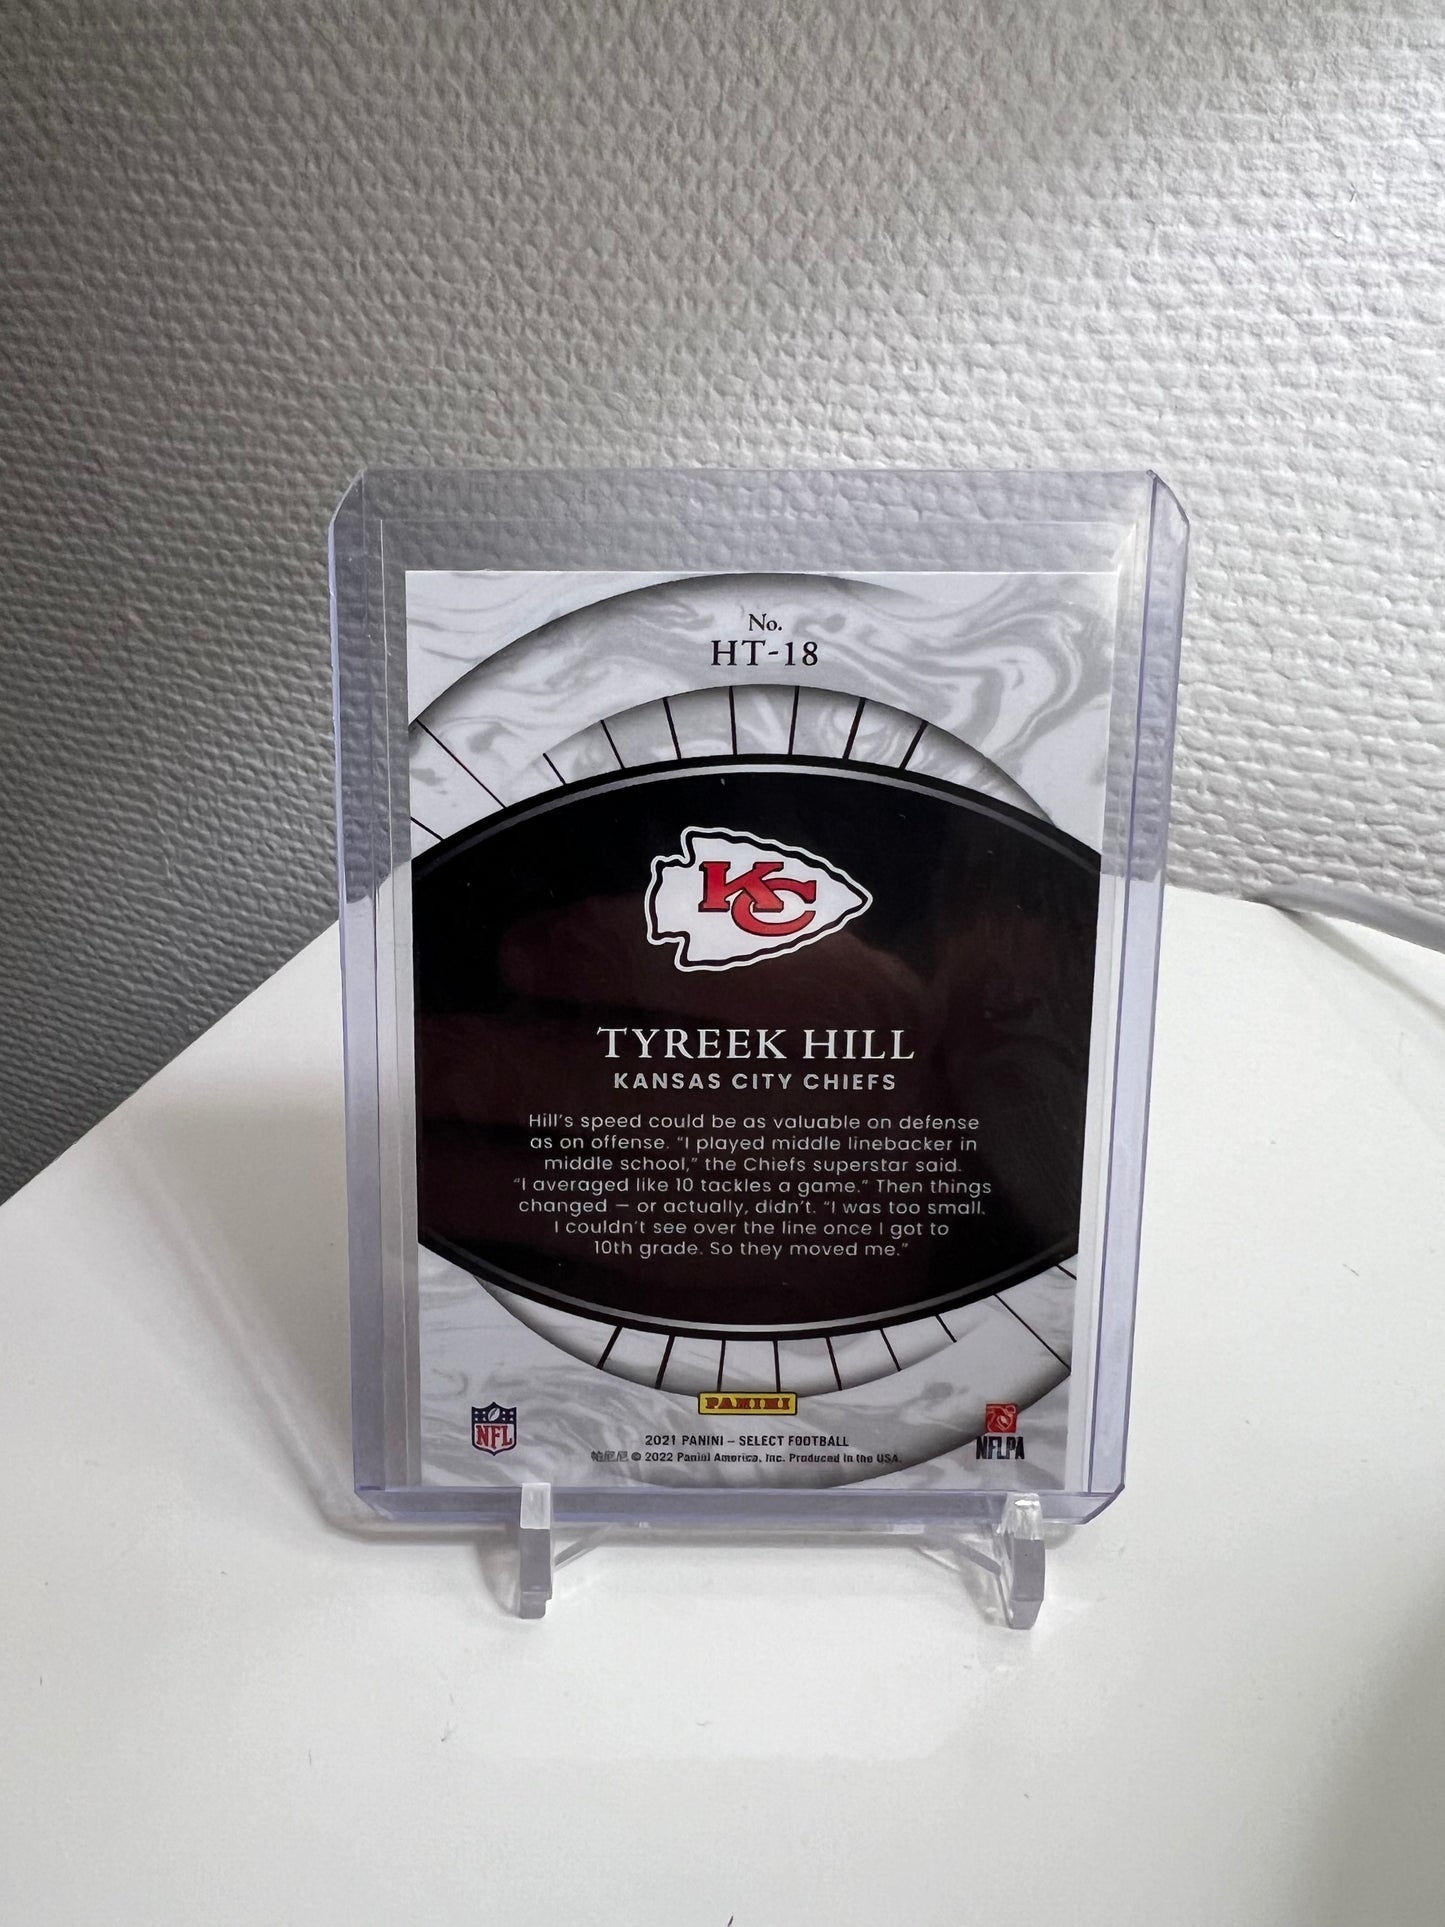 No.
HT-18
KC
TYREEK HILL
KANSAS CITY CHIEFS
Hill's speed could be as valuable on defense
as on offense. "I played middle linebacker in
middle school," the Chiefs superstar said.
"I averaged like 10 tackles a game." Then things
changed — or actually, didn't. "I was too small.
I couldn't see over the line once I got to
10th grade. So they moved me."
PANINI
NFL
NFLPA
2021 PANINI – SELECT FOOTBALL
帕尼尼 © 2022 Panini America, Inc. Produced in the USA.